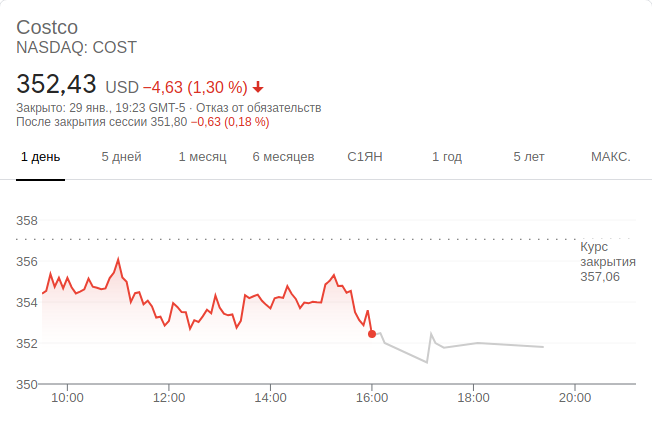 Costco
NASDAQ: COST
352,43 USD −4,63 (1,30 %)
Закрыто: 29 янв., 19:23 GMT-5 · Отказ от обязательств
После закрытия сессии 351,80 −0,63 (0,18 %)
1 день 5 дней 1 месяц 6 месяцев С1ЯН 1 год 5 лет МАКС.
358
Курс
закрытия
357,06
356
354
352
350
10:00 12:00 14:00 16:00 18:00 20:00